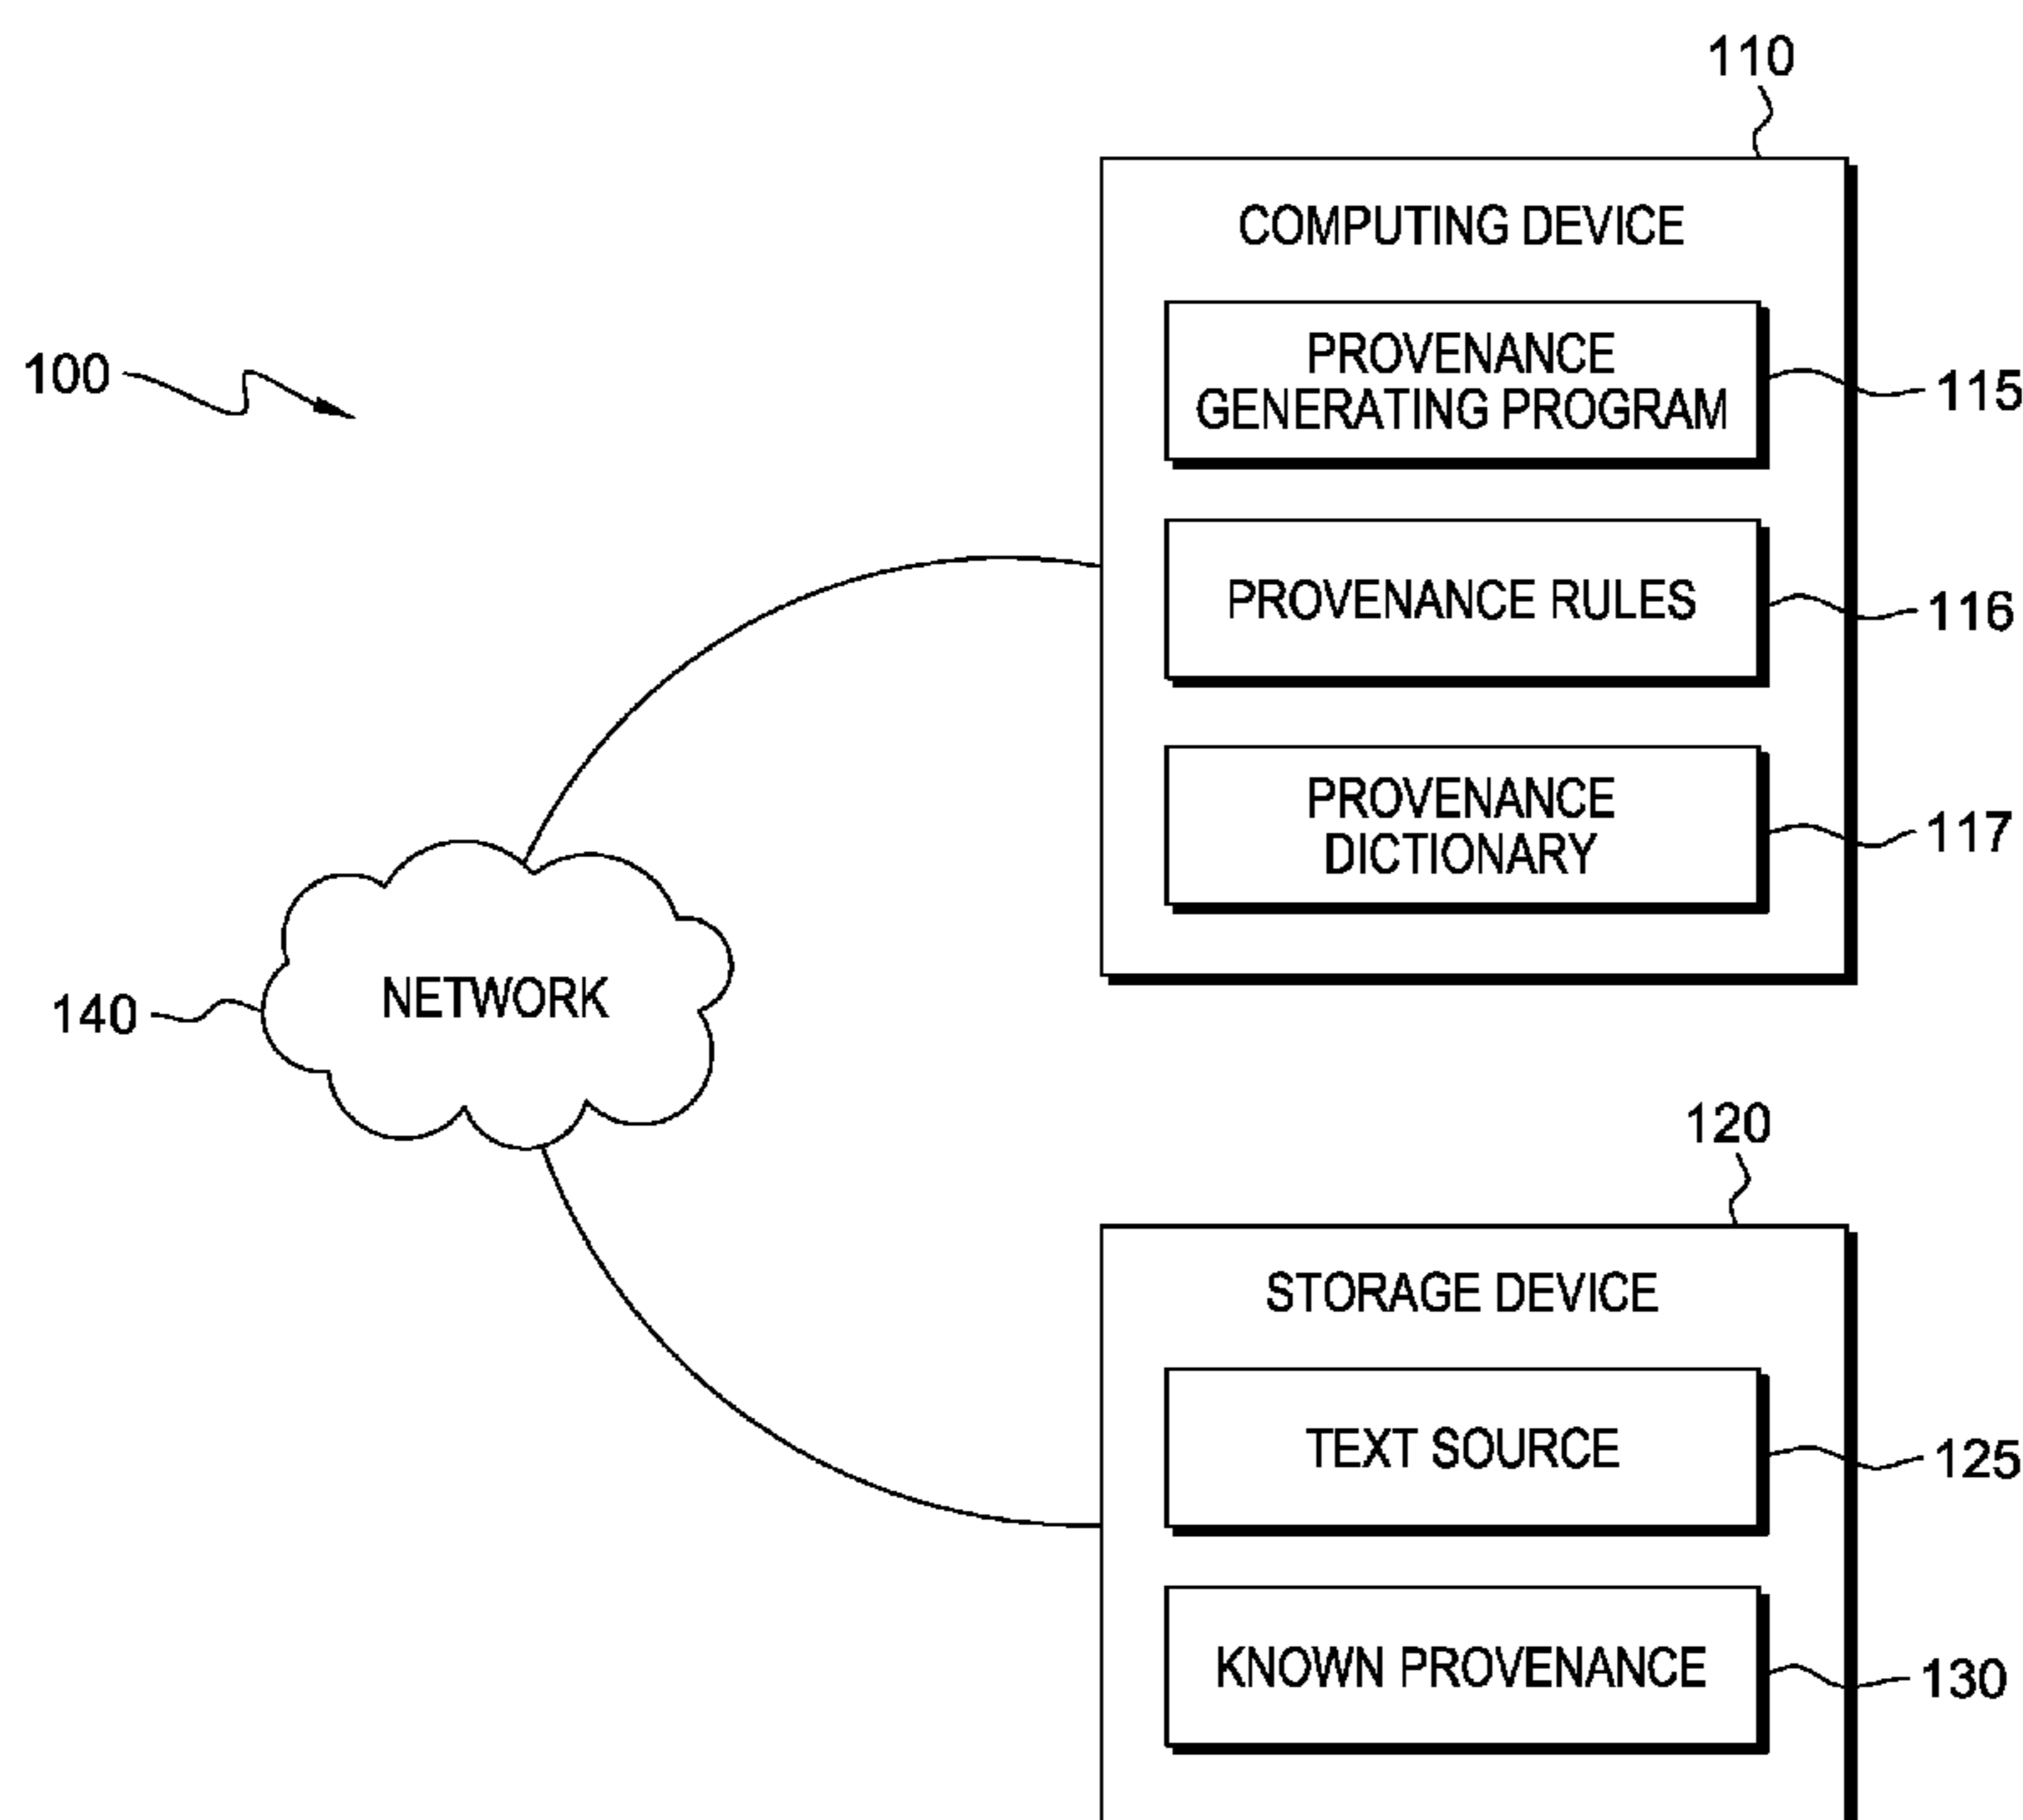 110
COMPUTING DEVICE
PROVENANCE
GENERATING PROGRAM
100
115
PROVENANCE RULES
116
PROVENANCE
DICTIONARY
117
NETWORK
140
120
STORAGE DEVICE
TEXT SOURCE
125
KNOWN PROVENANCE
130